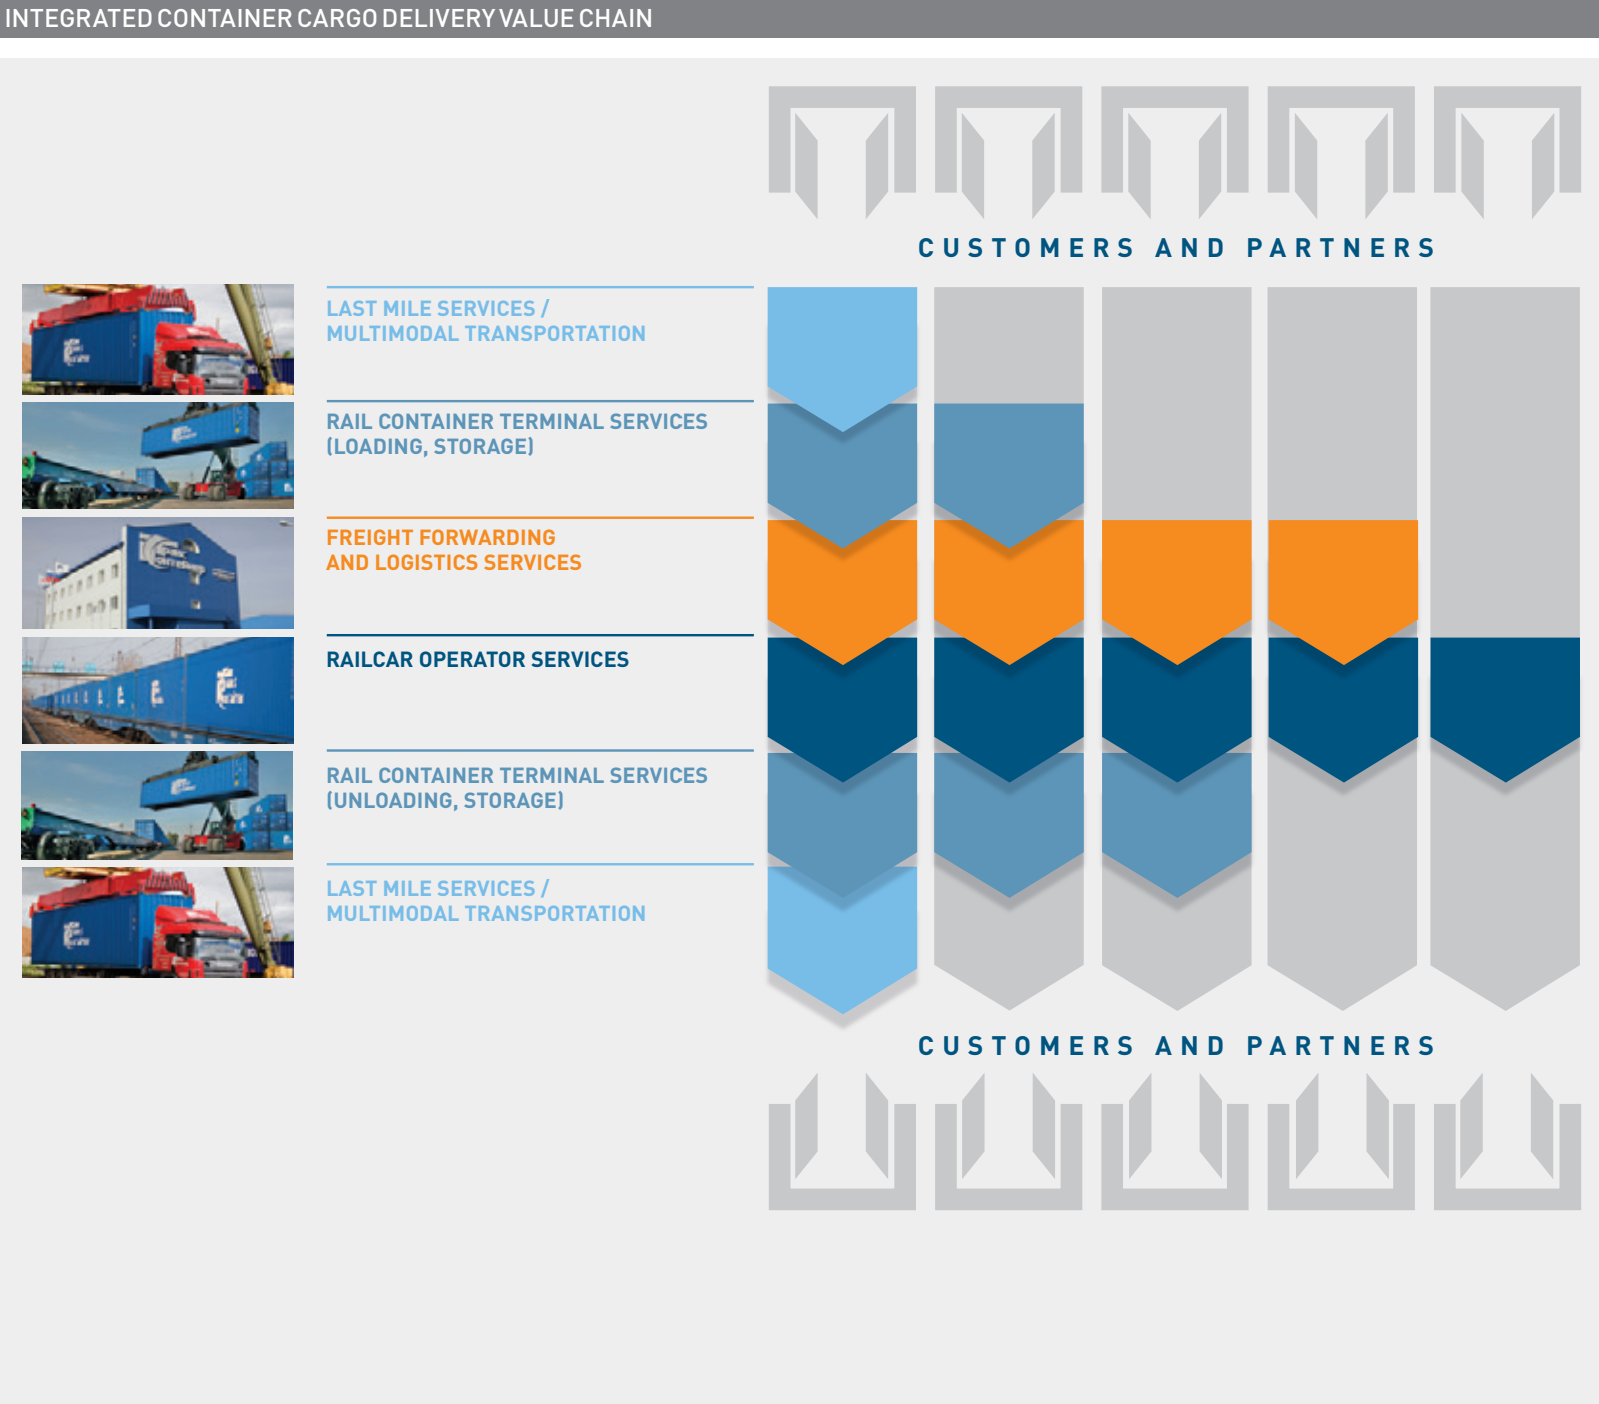 INTEGRATED CONTAINER CARGO DELIVERY VALUE CHAIN
CUSTOMERS AND PARTNERS
LAST MILE SERVICES /
MULTIMODAL TRANSPORTATION
RAIL CONTAINER TERMINAL SERVICES
(LOADING, STORAGE)
FREIGHT FORWARDING
AND LOGISTICS SERVICES
RAILCAR OPERATOR SERVICES
RAIL CONTAINER TERMINAL SERVICES
(UNLOADING, STORAGE)
LAST MILE SERVICES /
MULTIMODAL TRANSPORTATION
CUSTOMERS AND PARTNERS